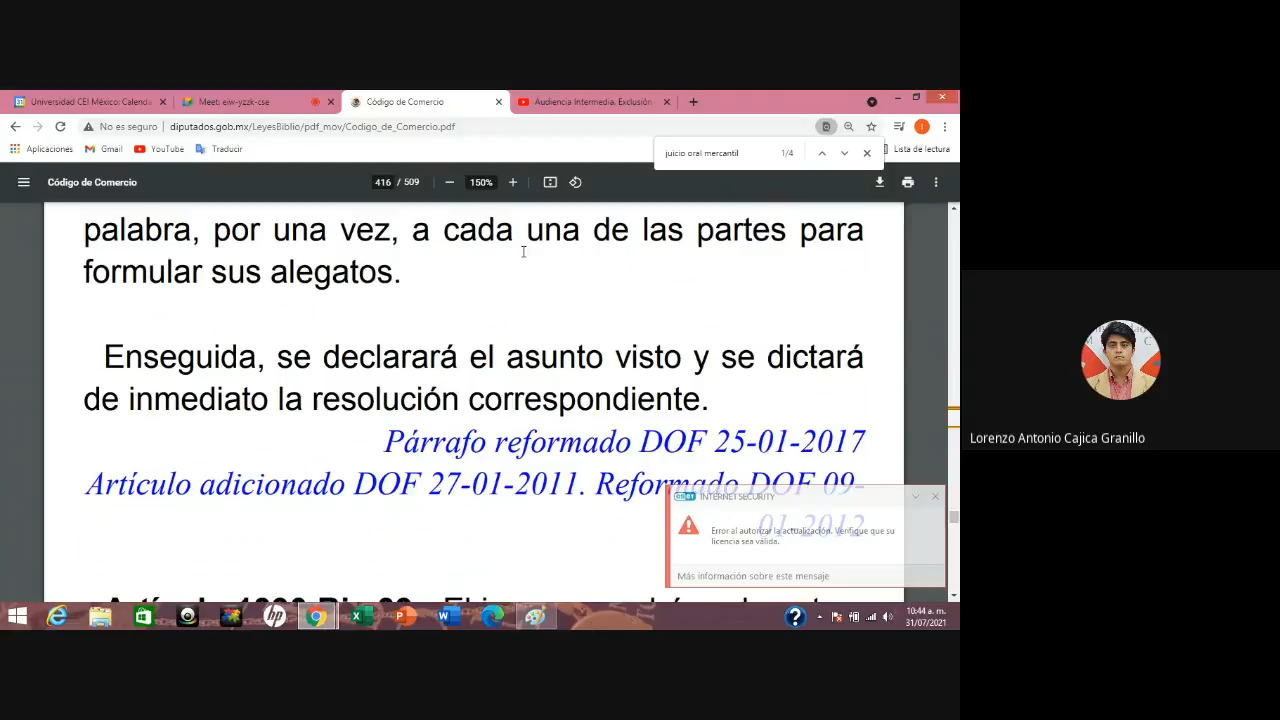 Universidad CEI México: Calenda
Meet: eiw-yzzk-cse
Código de Comercio
Audiencia Intermedia. Exclusión
No es seguro
diputados.gob.mx/LeyesBiblio/pdf_mov/Codigo_de_Comercio.pdf
Aplicaciones
Gmail
YouTube
Traducir
juicio oral mercantil
1/4
Lista de lectura
Código de Comercio
416 / 509
150%
palabra, por una vez, a cada una de las partes para
formular sus alegatos.
Enseguida, se declarará el asunto visto y se dictará
de inmediato la resolución correspondiente.
Párrafo reformado DOF 25-01-2017
Artículo adicionado DOF 27-01-2011. Reformado DOF 09-
01-2012
eset INTERNET SECURITY
Error al autorizar la actualización. Verifique que su
licencia sea válida.
Más información sobre este mensaje
10:44 a. m.
31/07/2021
Lorenzo Antonio Cajica Granillo